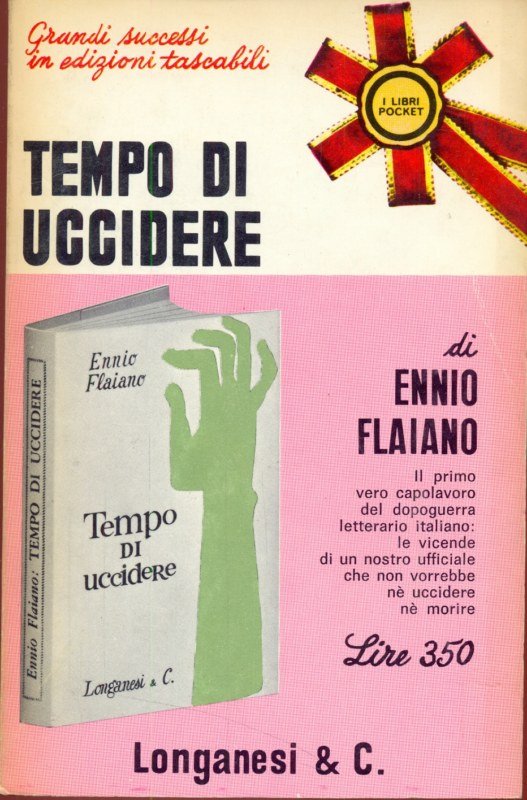 Grandi successi
in edizioni tascabili
I LIBRI
POCKET
TEMPO DI
UCCIDERE
Ennio
Flaiano
Tempo
DI
uccidere
Longanesi & C.
Ennio Flaiano: TEMPO DI UCCIDERE
di
ENNIO
FLAIANO
Il primo
vero capolavoro
del dopoguerra
letterario italiano:
le vicende
di un nostro ufficiale
che non vorrebbe
nè uccidere
nè morire
Lire 350
Longanesi & C.